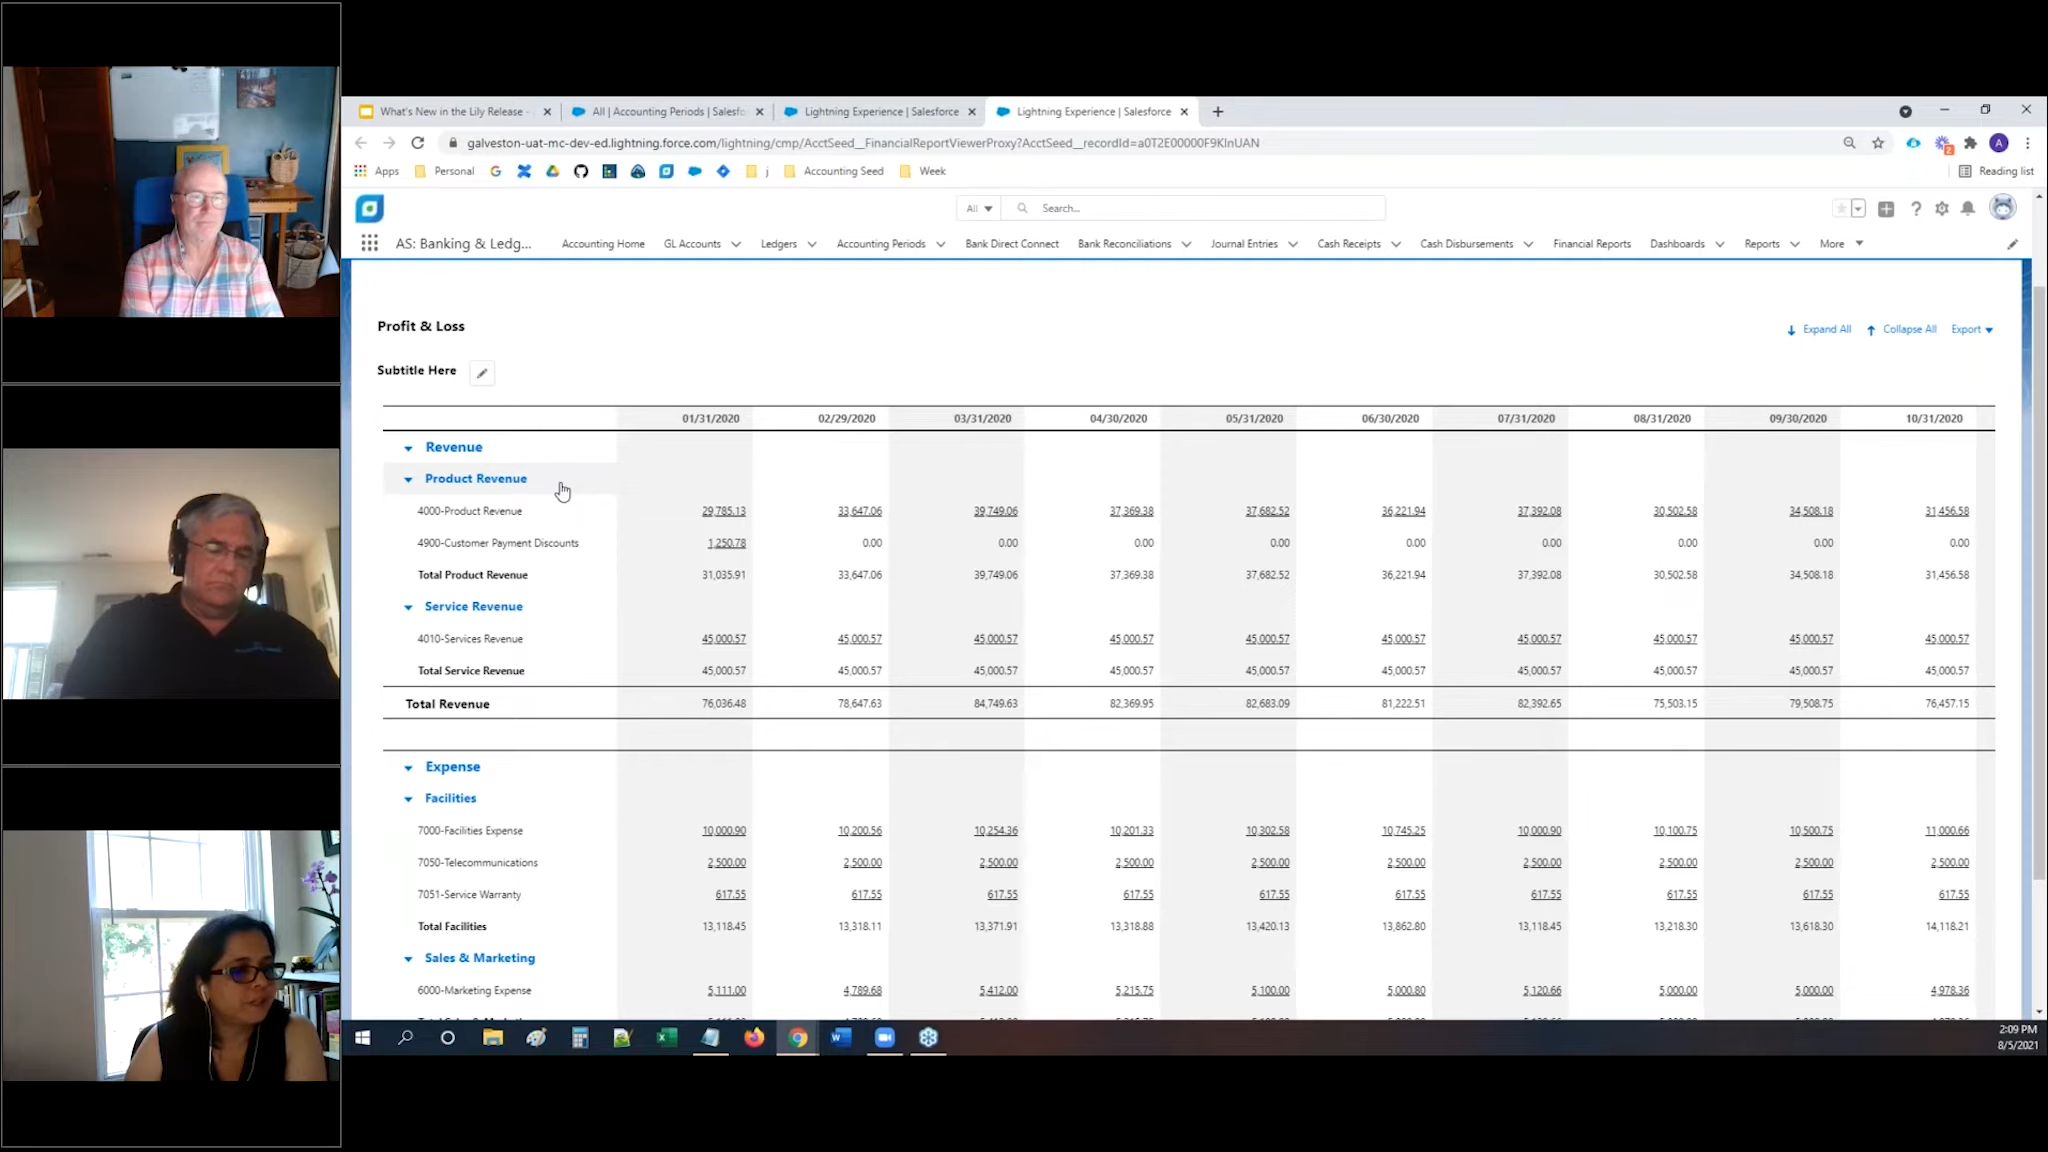 What's New in the Lily Release -
All | Accounting Periods | Salesfo
Lightning Experience | Salesforce
Lightning Experience | Salesforce
galveston-uat-mc-dev-ed.lightning.force.com/lightning/cmp/AcctSeed__FinancialReportViewerProxy?AcctSeed__recordId=a0T2E00000F9KInUAN
A
Apps Personal j Accounting Seed Week Reading list
All Search...
AS: Banking & Ledg... Accounting Home GL Accounts Ledgers Accounting Periods Bank Direct Connect Bank Reconciliations Journal Entries Cash Receipts Cash Disbursements Financial Reports Dashboards Reports More
Profit & Loss
Expand All Collapse All Export
Subtitle Here
01/31/2020 02/29/2020 03/31/2020 04/30/2020 05/31/2020 06/30/2020 07/31/2020 08/31/2020 09/30/2020 10/31/2020
Revenue
Product Revenue
4000-Product Revenue 29,785.13 33,647.06 39,749.06 37,369.38 37,682.52 36,221.94 37,392.08 30,502.58 34,508.18 31,456.58
4900-Customer Payment Discounts 1,250.78 0.00 0.00 0.00 0.00 0.00 0.00 0.00 0.00 0.00
Total Product Revenue 31,035.91 33,647.06 39,749.06 37,369.38 37,682.52 36,221.94 37,392.08 30,502.58 34,508.18 31,456.58
Service Revenue
4010-Services Revenue 45,000.57 45,000.57 45,000.57 45,000.57 45,000.57 45,000.57 45,000.57 45,000.57 45,000.57 45,000.57
Total Service Revenue 45,000.57 45,000.57 45,000.57 45,000.57 45,000.57 45,000.57 45,000.57 45,000.57 45,000.57 45,000.57
Total Revenue 76,036.48 78,647.63 84,749.63 82,369.95 82,683.09 81,222.51 82,392.65 75,503.15 79,508.75 76,457.15
Expense
Facilities
7000-Facilities Expense 10,000.90 10,200.56 10,254.36 10,201.33 10,302.58 10,745.25 10,000.90 10,100.75 10,500.75 11,000.66
7050-Telecommunications 2,500.00 2,500.00 2,500.00 2,500.00 2,500.00 2,500.00 2,500.00 2,500.00 2,500.00 2,500.00
7051-Service Warranty 617.55 617.55 617.55 617.55 617.55 617.55 617.55 617.55 617.55 617.55
Total Facilities 13,118.45 13,318.11 13,371.91 13,318.88 13,420.13 13,862.80 13,118.45 13,218.30 13,618.30 14,118.21
Sales & Marketing
6000-Marketing Expense 5,111.00 4,789.68 5,412.00 5,215.75 5,100.00 5,000.80 5,120.66 5,000.00 5,000.00 4,978.36
2:09 PM
8/5/2021